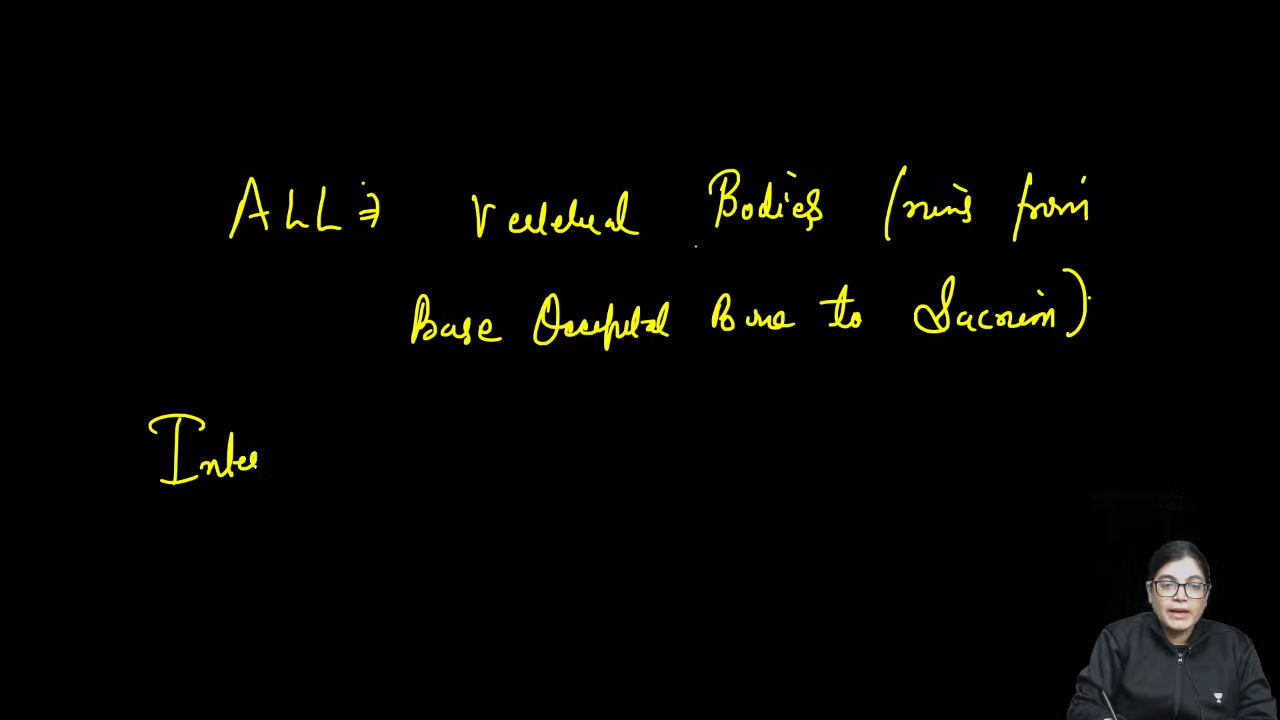 ALL ⇒ Vertebral Bodies (runs from
Base Occipital Bone to Sacrum)
Inte